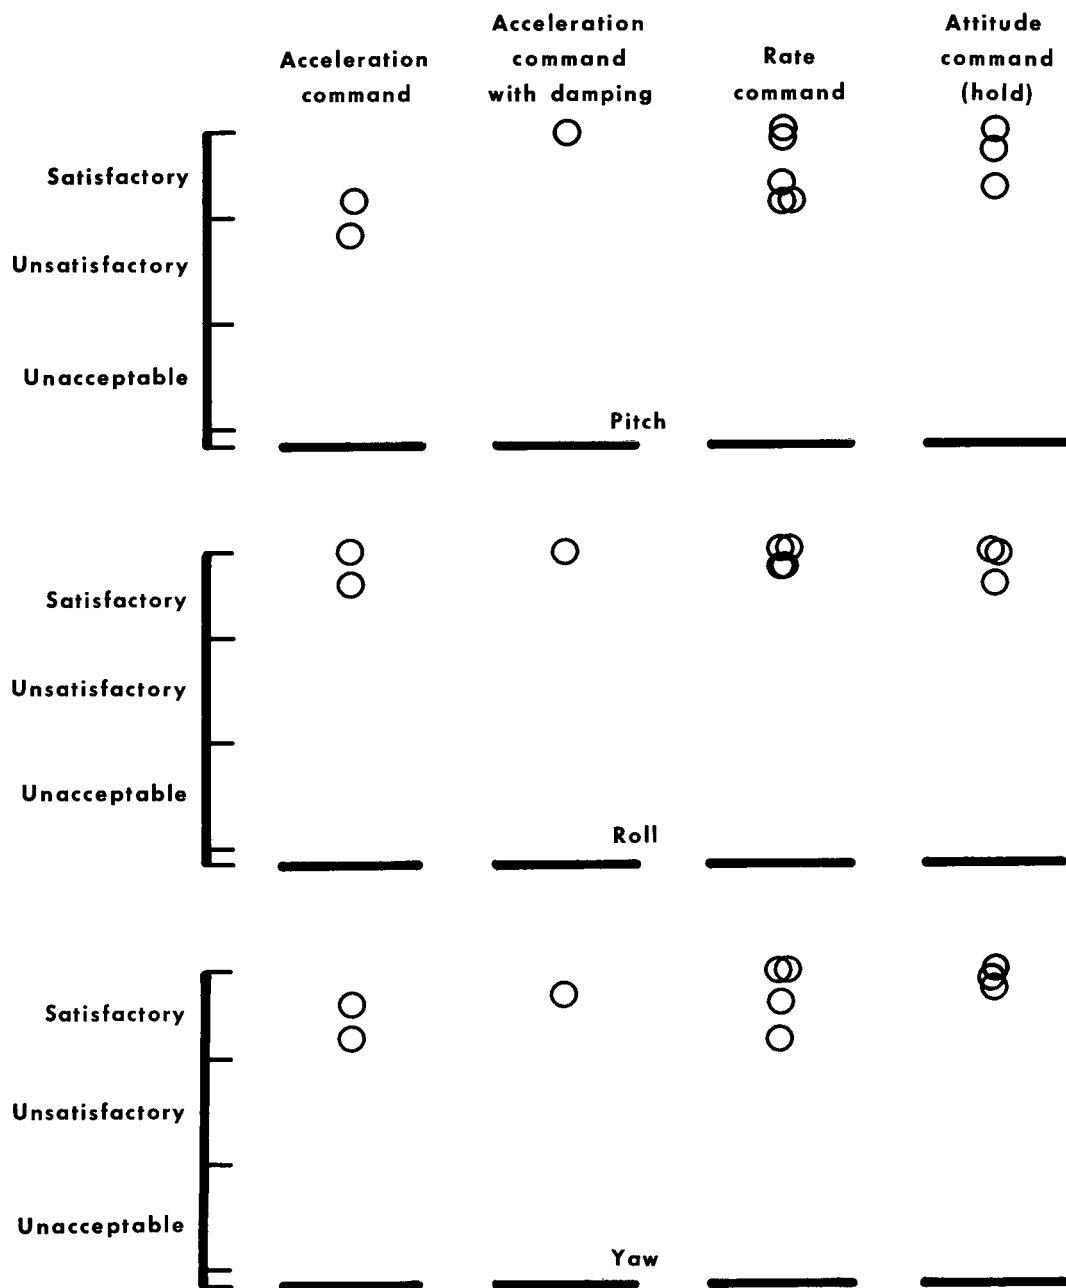 Acceleration
command
Acceleration
command
with damping
Rate
command
Attitude
command
(hold)
Satisfactory
Unsatisfactory
Unacceptable
Pitch
Satisfactory
Unsatisfactory
Unacceptable
Roll
Satisfactory
Unsatisfactory
Unacceptable
Yaw